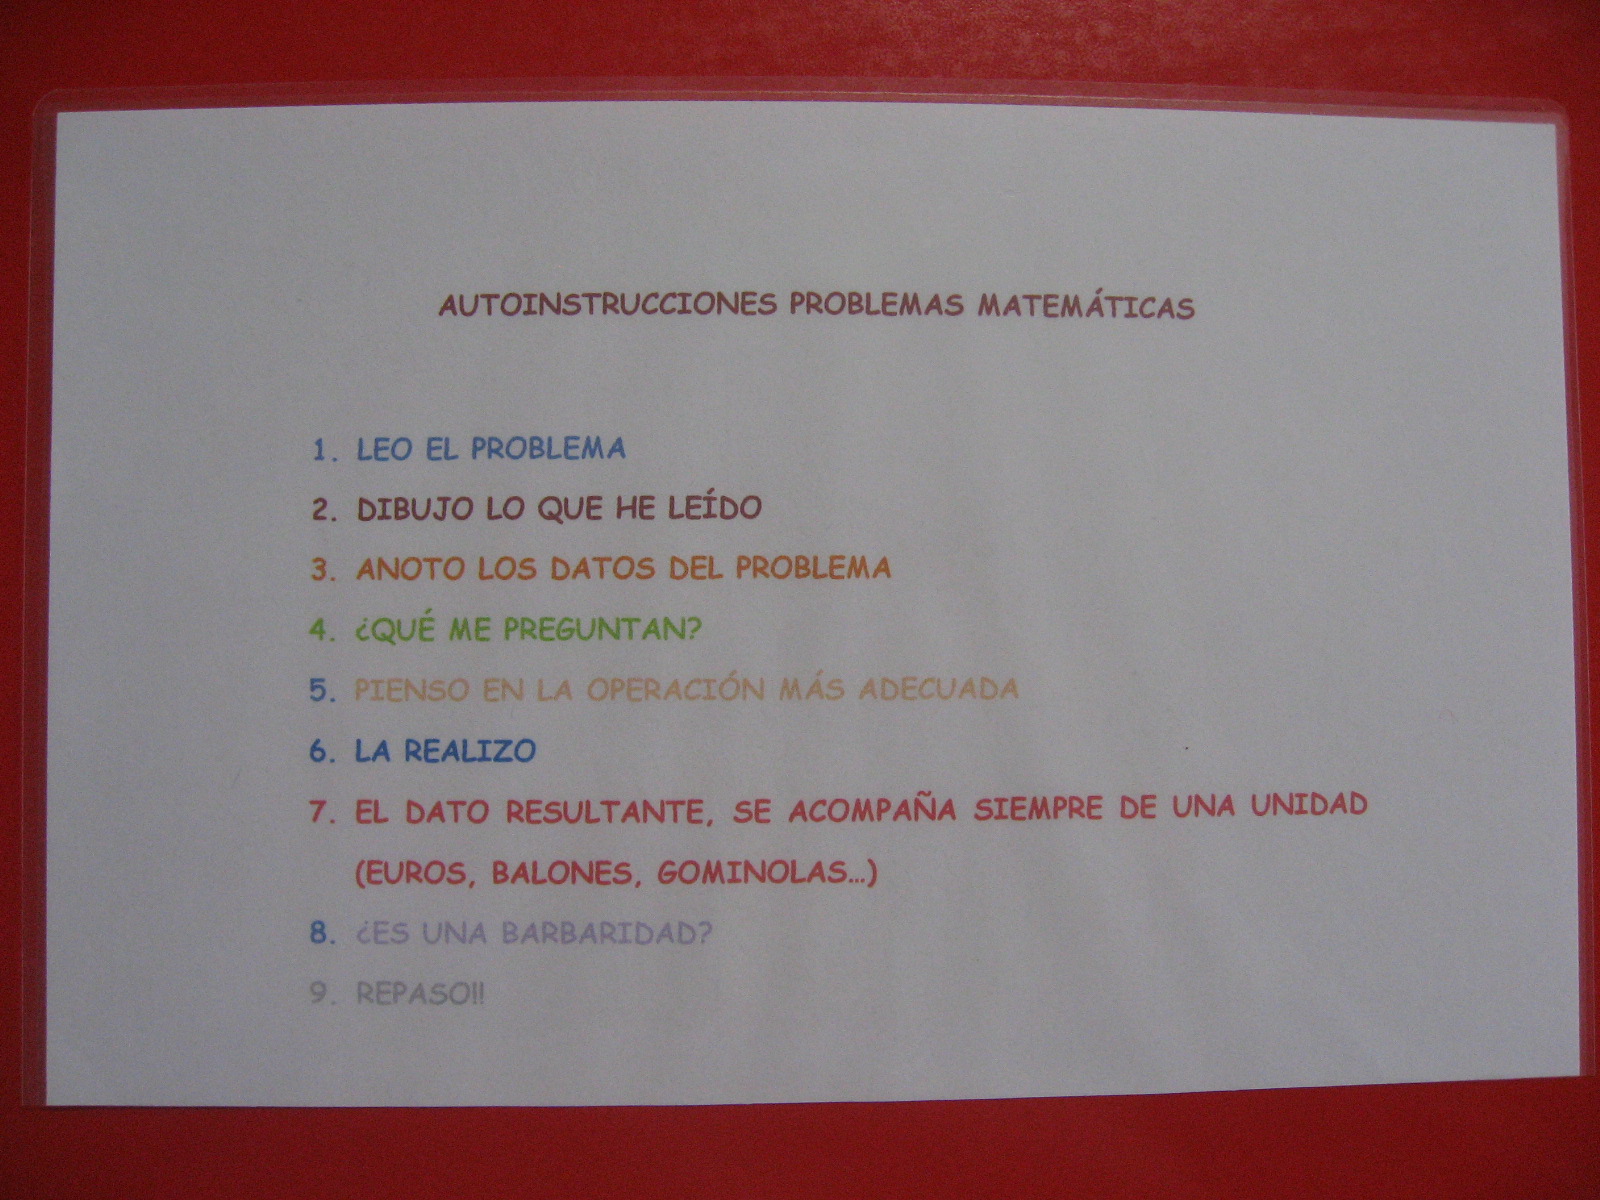 AUTOINSTRUCCIONES PROBLEMAS MATEMÁTICAS
1. LEO EL PROBLEMA
2. DIBUJO LO QUE HE LEÍDO
3. ANOTO LOS DATOS DEL PROBLEMA
4. ¿QUÉ ME PREGUNTAN?
5. PIENSO EN LA OPERACIÓN MÁS ADECUADA
6. LA REALIZO
7. EL DATO RESULTANTE, SE ACOMPAÑA SIEMPRE DE UNA UNIDAD
(EUROS, BALONES, GOMINOLAS...)
8. ¿ES UNA BARBARIDAD?
9. REPASO!!